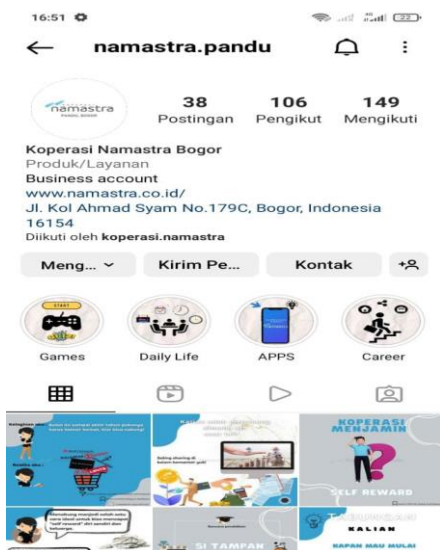 16:51
namastra.pandu
namastra
38 106 149
Postingan Pengikut Mengikuti
Koperasi Namastra Bogor
Produk/Layanan
Business account
www.namastra.co.id/
Jl. Kol Ahmad Syam No.179C, Bogor, Indonesia
16154
Diikuti oleh koperasi.namastra
Meng... Kirim Pe... Kontak
START
Games Daily Life APPS Career
KOPERASI
MENJAMIN
SELF REWARD
SI TAMPAN
KALIAN
KAPAN MAU MULAI